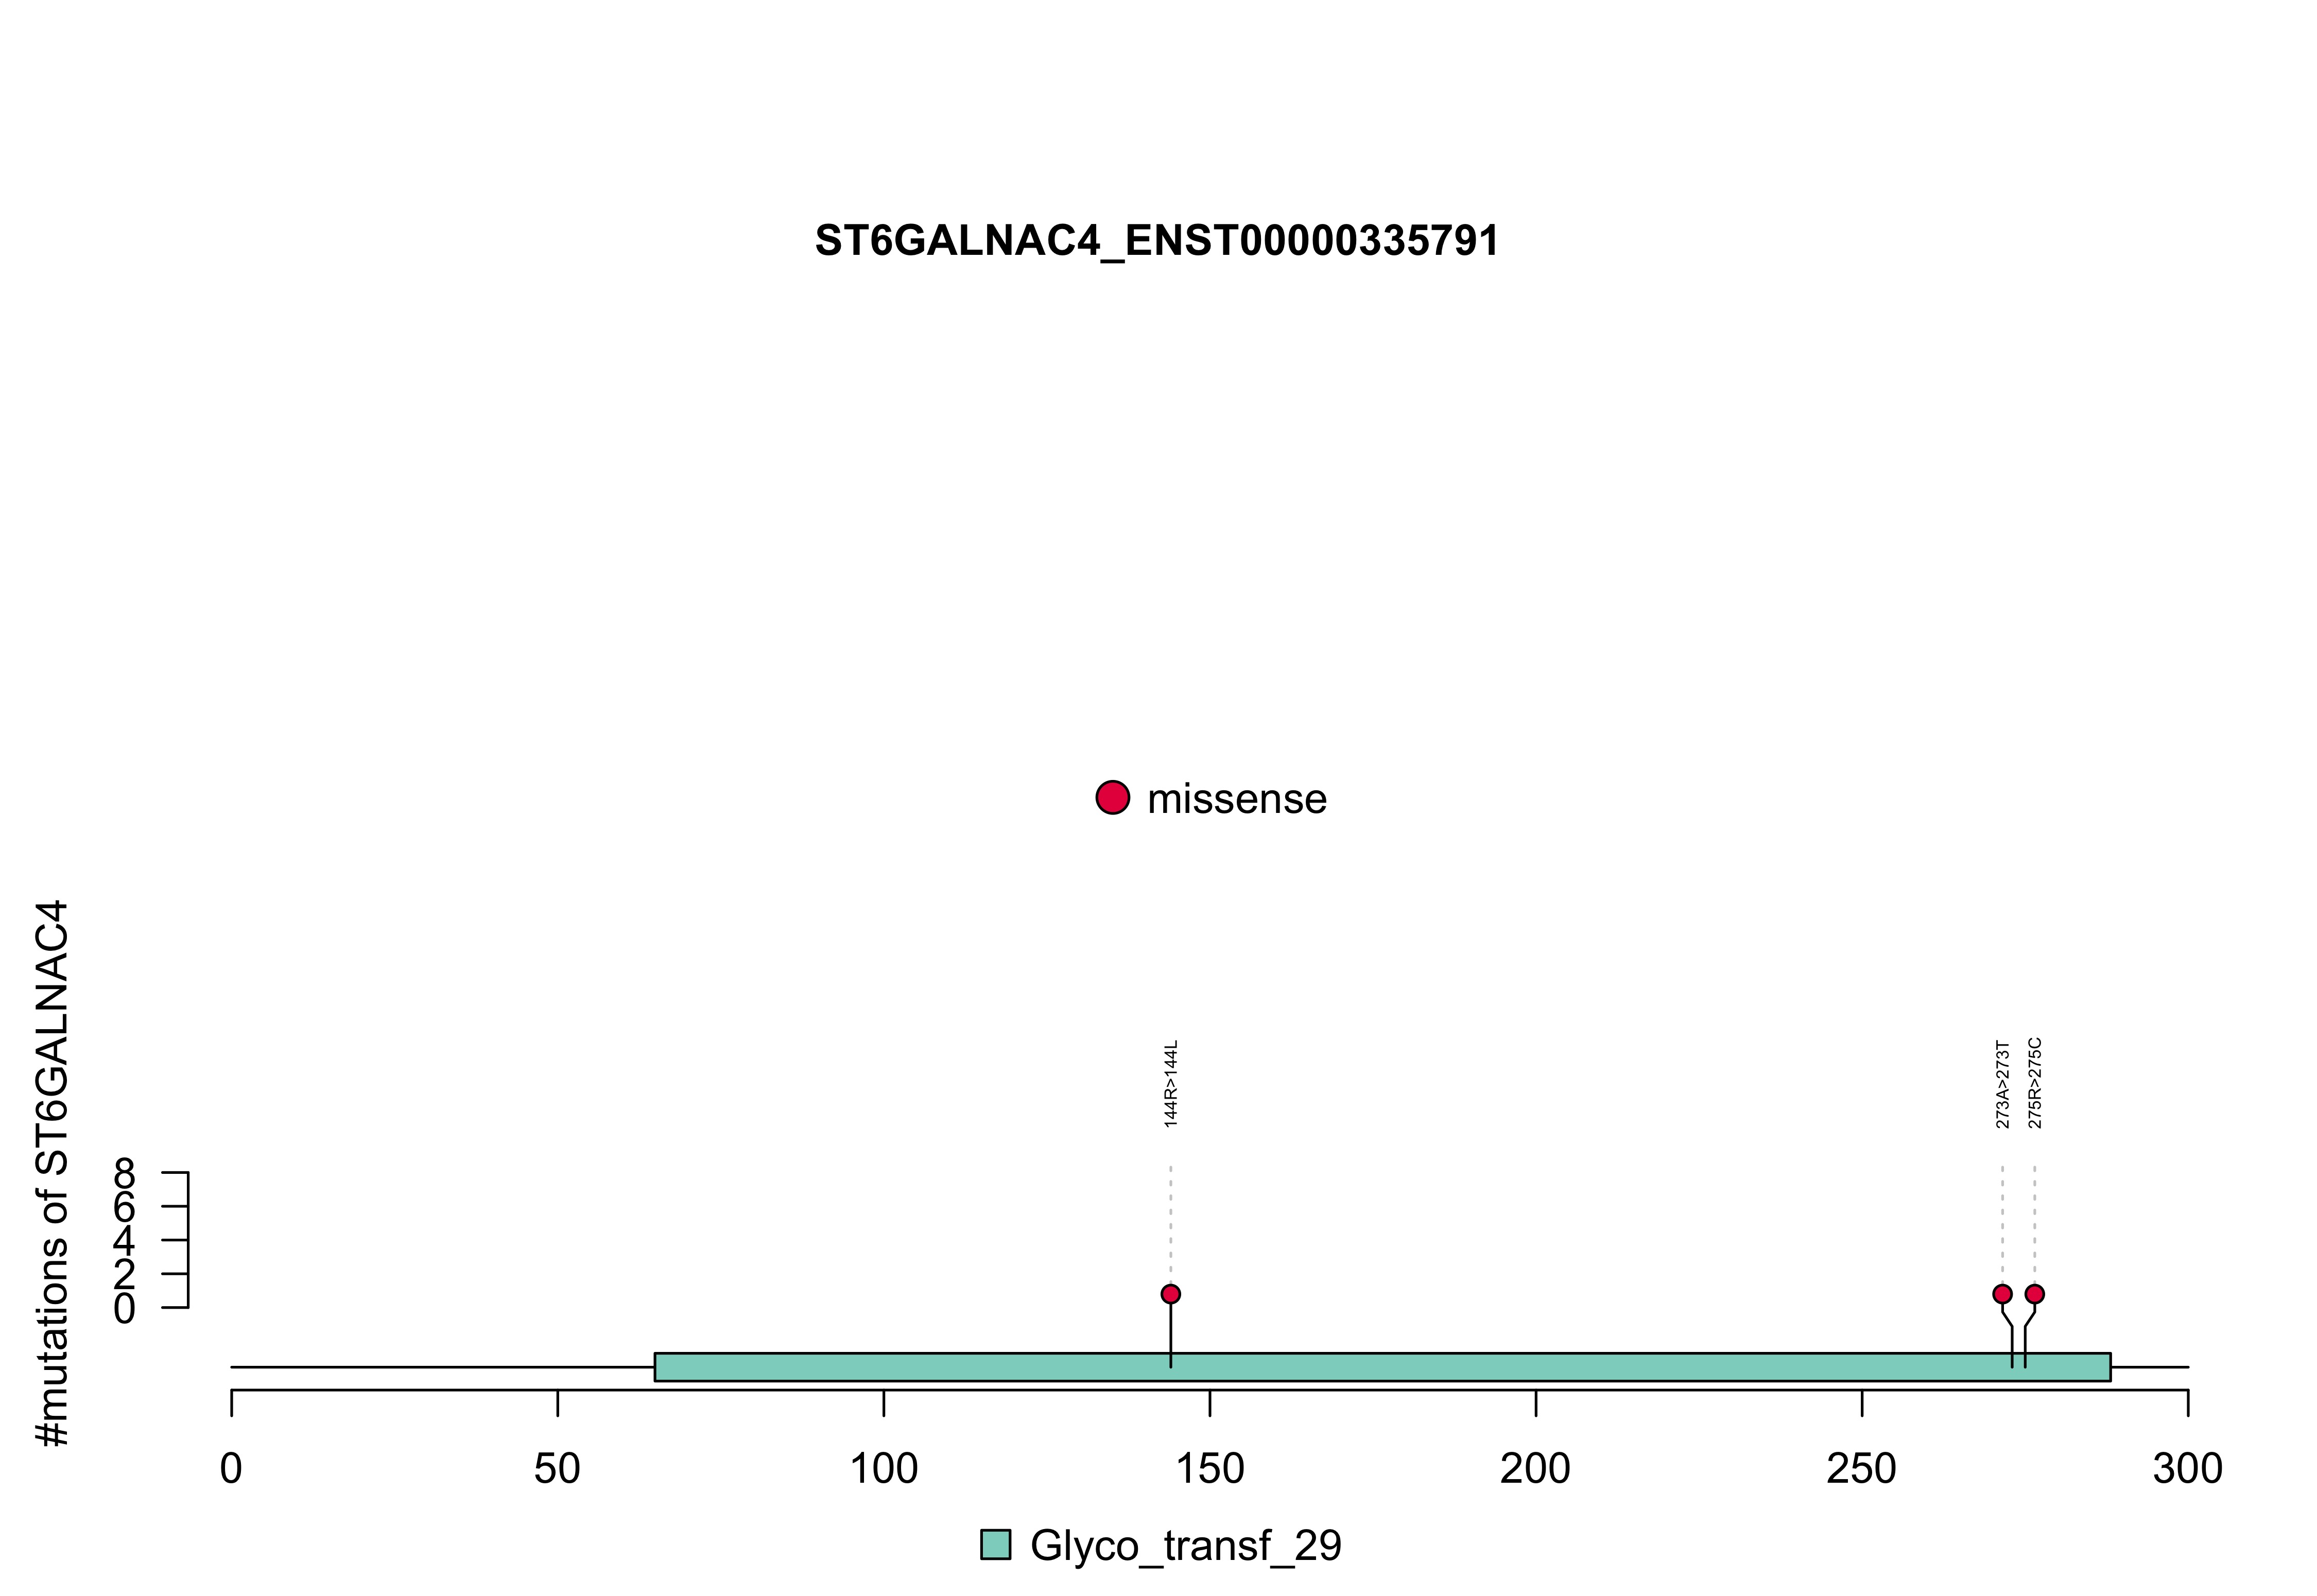 ST6GALNAC4_ENST00000335791
missense
#mutations of ST6GALNAC4
144R>144L
273A>273T
275R>275C
8
6
4
2
0
0 50 100 150 200 250 300
Glyco_transf_29